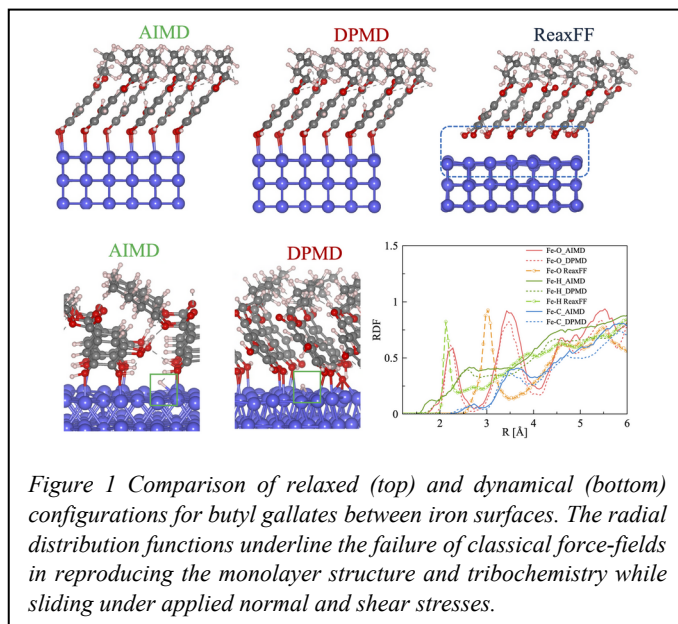 AIMD
DPMD
ReaxFF
AIMD
DPMD
1.5
1
0.5
0
RDF
Fe-O_AIMD
Fe-O_DPMD
Fe-O ReaxFF
Fe-H_AIMD
Fe-H_DPMD
Fe-H ReaxFF
Fe-C_AIMD
Fe-C_DPMD
2 3 4 5 6
R [Å]
Figure 1 Comparison of relaxed (top) and dynamical (bottom)
configurations for butyl gallates between iron surfaces. The radial
distribution functions underline the failure of classical force-fields
in reproducing the monolayer structure and tribochemistry while
sliding under applied normal and shear stresses.